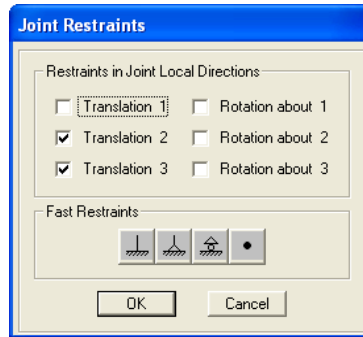 Joint Restraints
Restraints in Joint Local Directions
Translation 1 Rotation about 1
Translation 2 Rotation about 2
Translation 3 Rotation about 3
Fast Restraints
OK Cancel